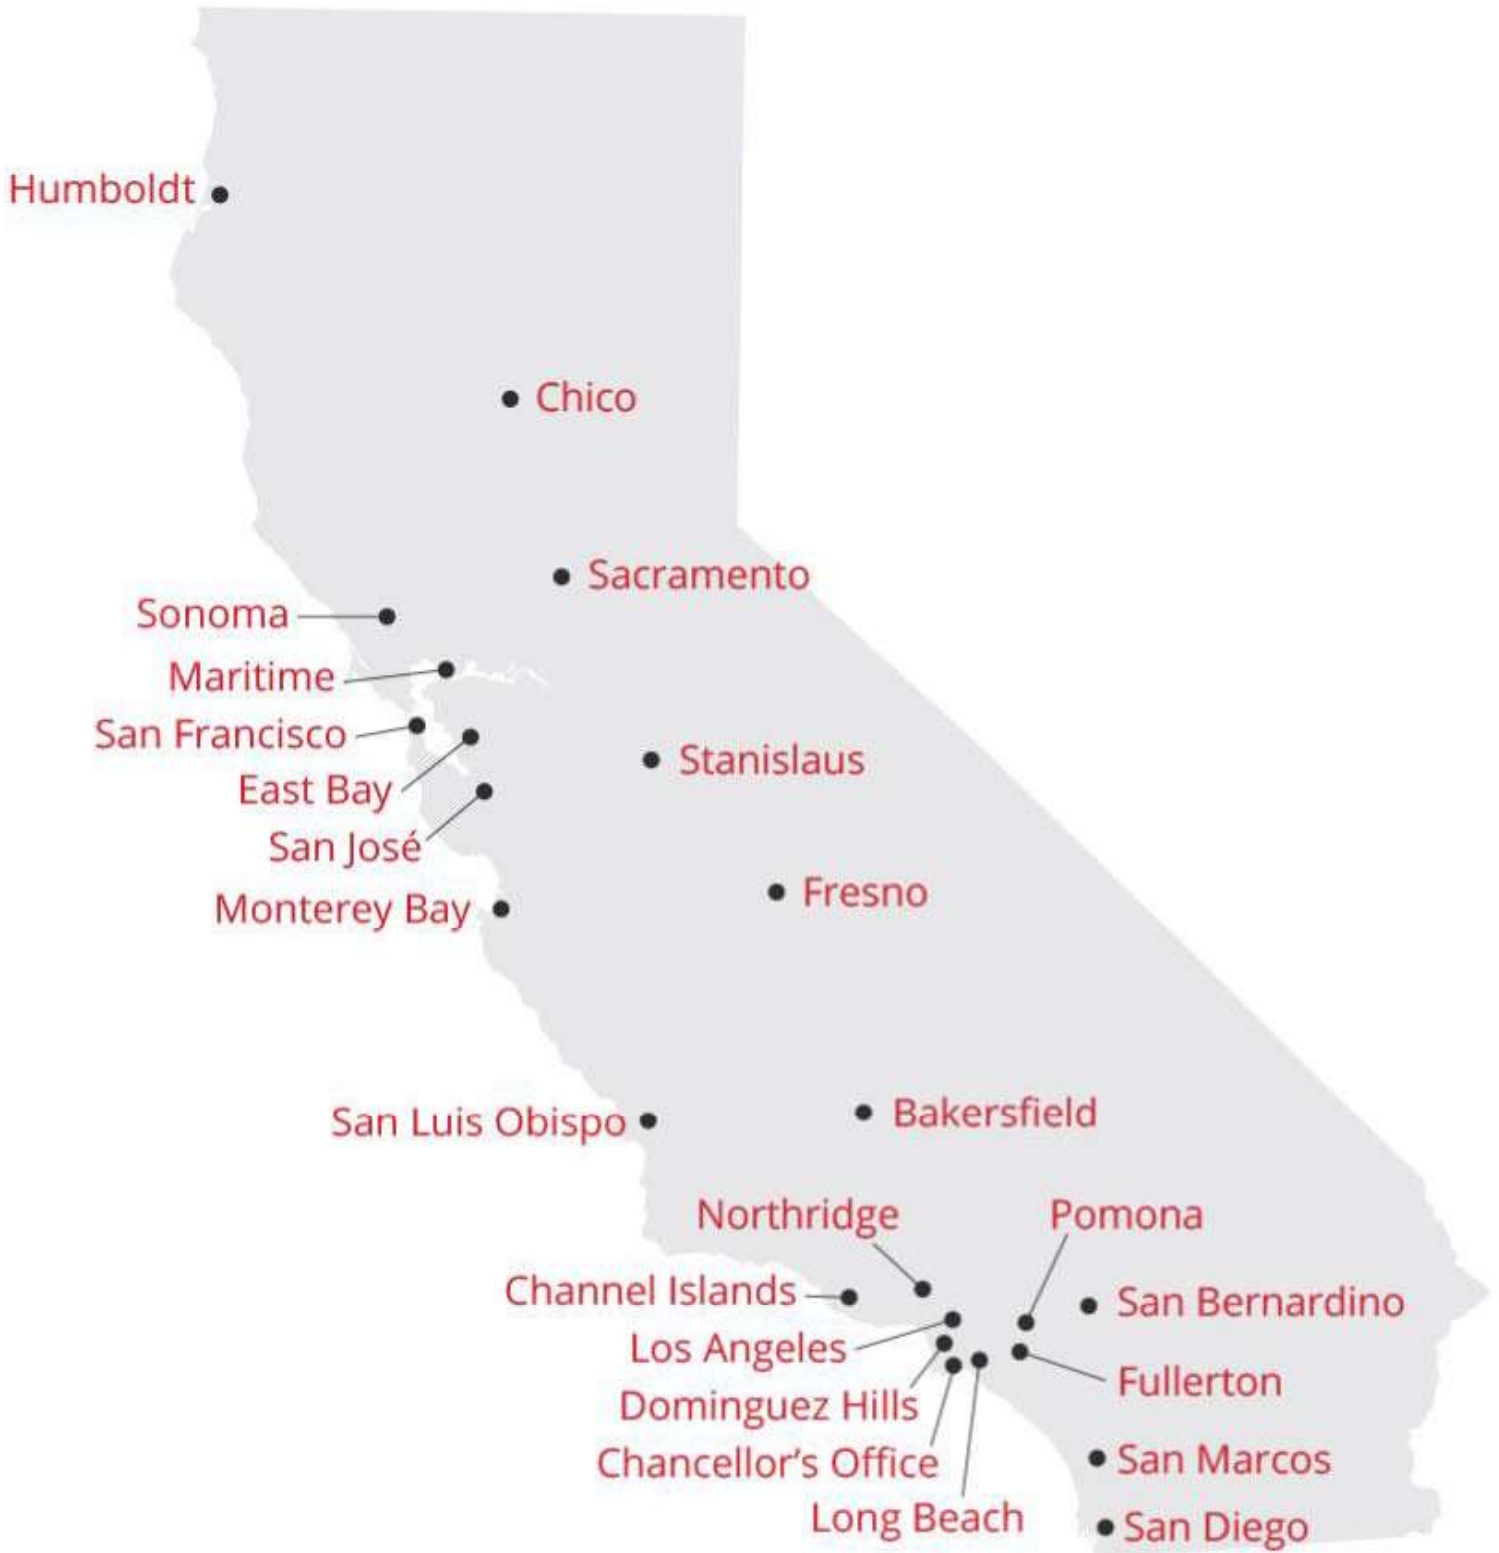 Humboldt
Chico
Sacramento
Sonoma
Maritime
San Francisco
Stanislaus
East Bay
San José
Fresno
Monterey Bay
Bakersfield
San Luis Obispo
Northridge
Pomona
Channel Islands
San Bernardino
Los Angeles
Fullerton
Dominguez Hills
San Marcos
Chancellor’s Office
Long Beach
San Diego